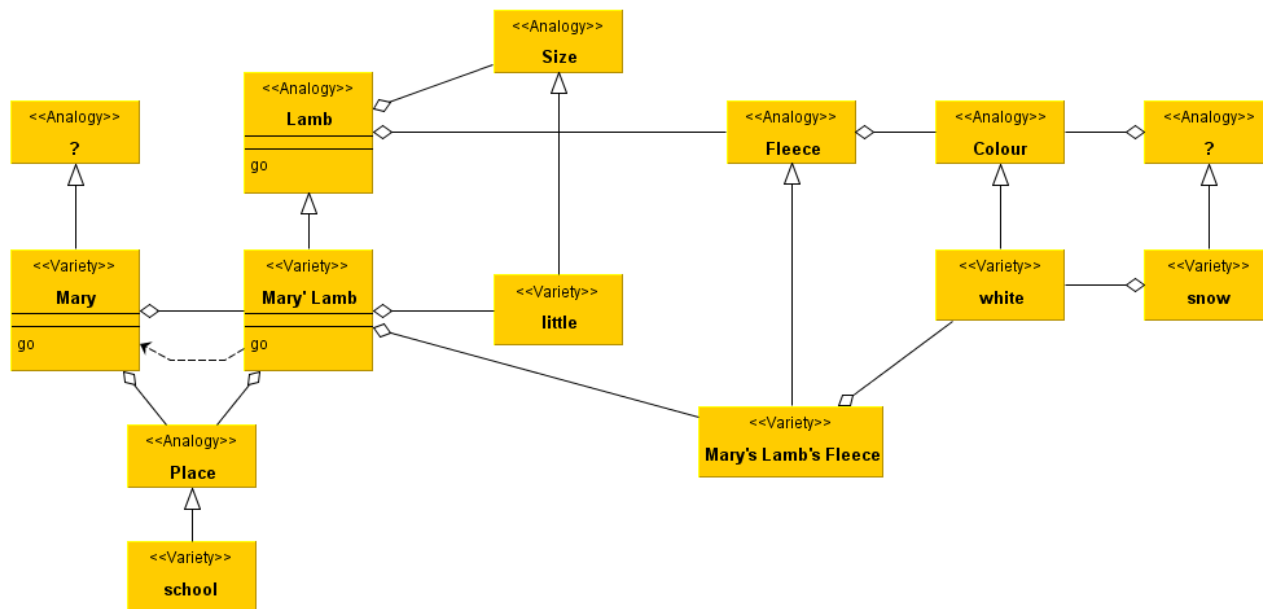 <<Analogy>>
Size
<<Analogy>>
Lamb
go
<<Analogy>>
?
<<Analogy>>
Fleece
<<Analogy>>
Colour
<<Analogy>>
?
<<Variety>>
Mary
go
<<Variety>>
Mary' Lamb
go
<<Variety>>
little
<<Variety>>
white
<<Variety>>
snow
<<Variety>>
Mary's Lamb's Fleece
<<Analogy>>
Place
<<Variety>>
school